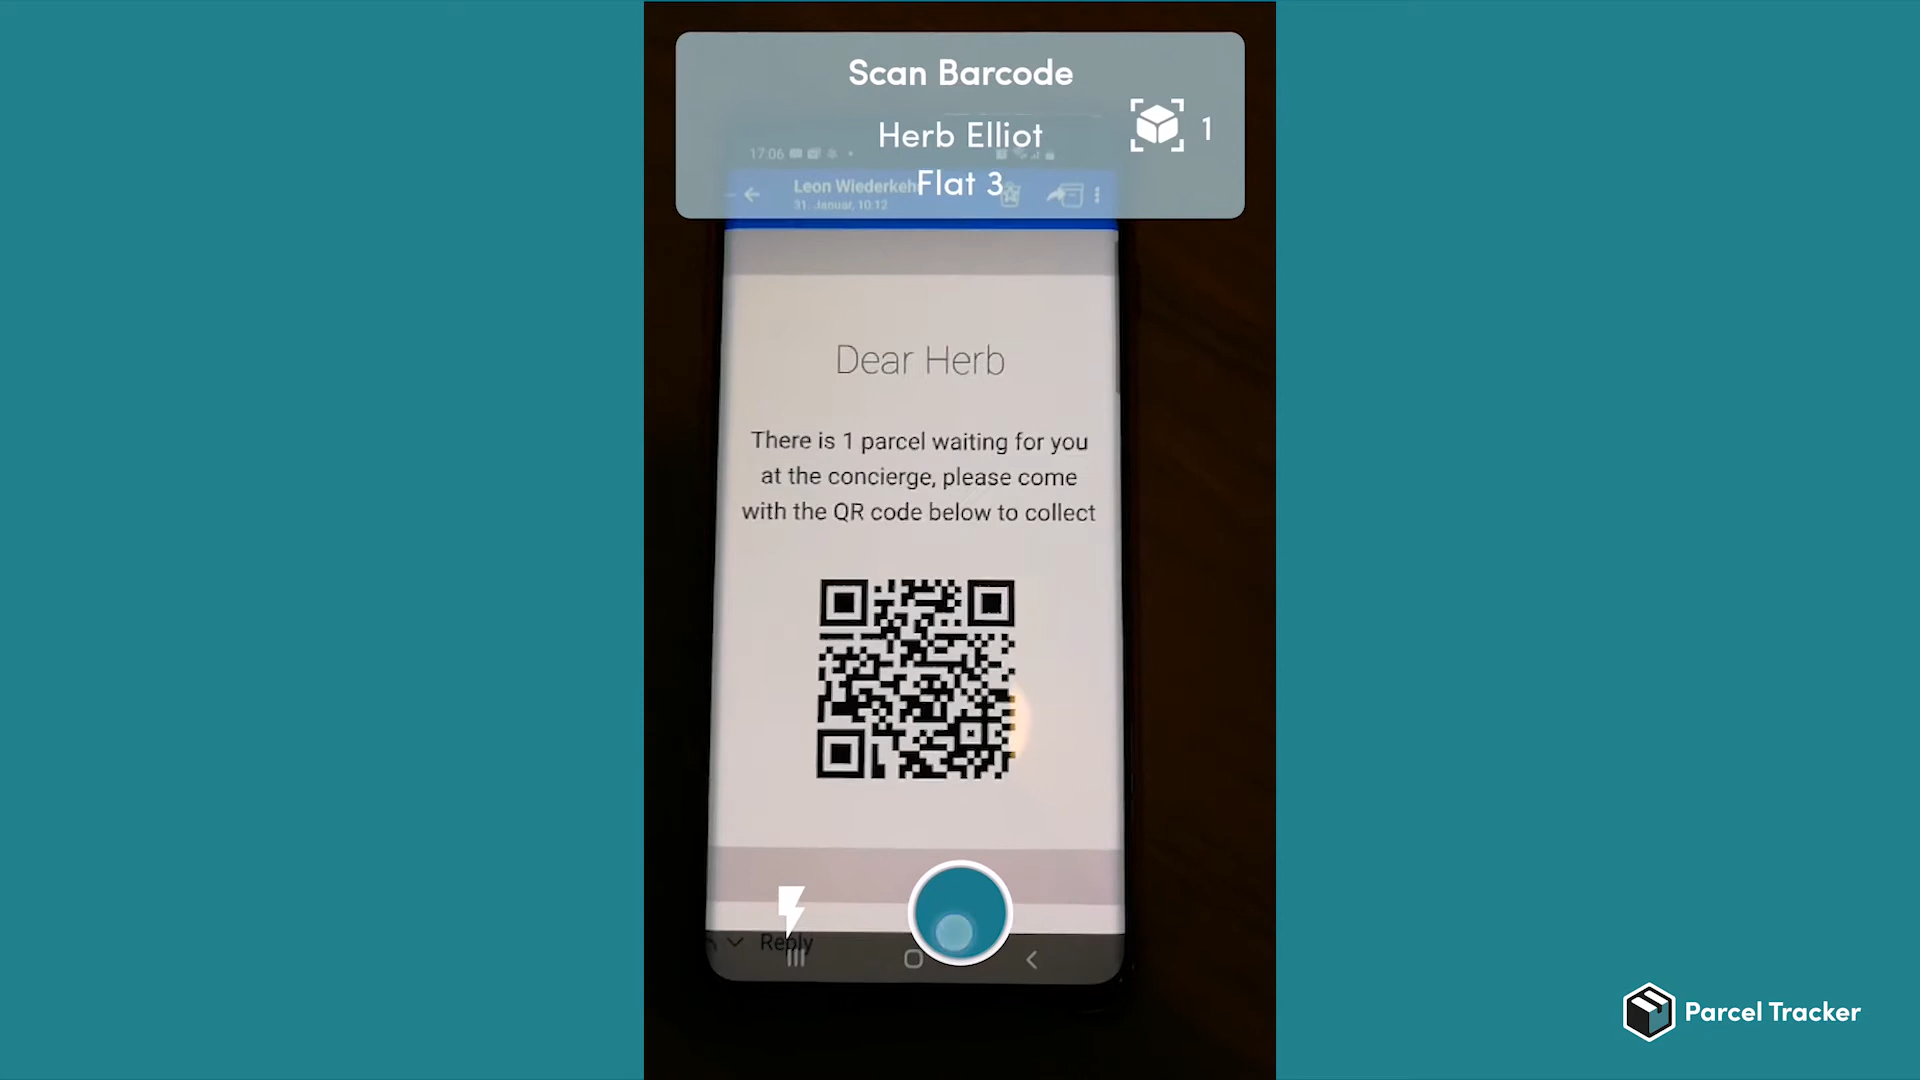 Scan Barcode
Herb Elliot
1
Flat 3
17:06
Leon Wiederkehr
31. Januar, 10:12
Dear Herb
There is 1 parcel waiting for you
at the concierge, please come
with the QR code below to collect
Reply
Parcel Tracker